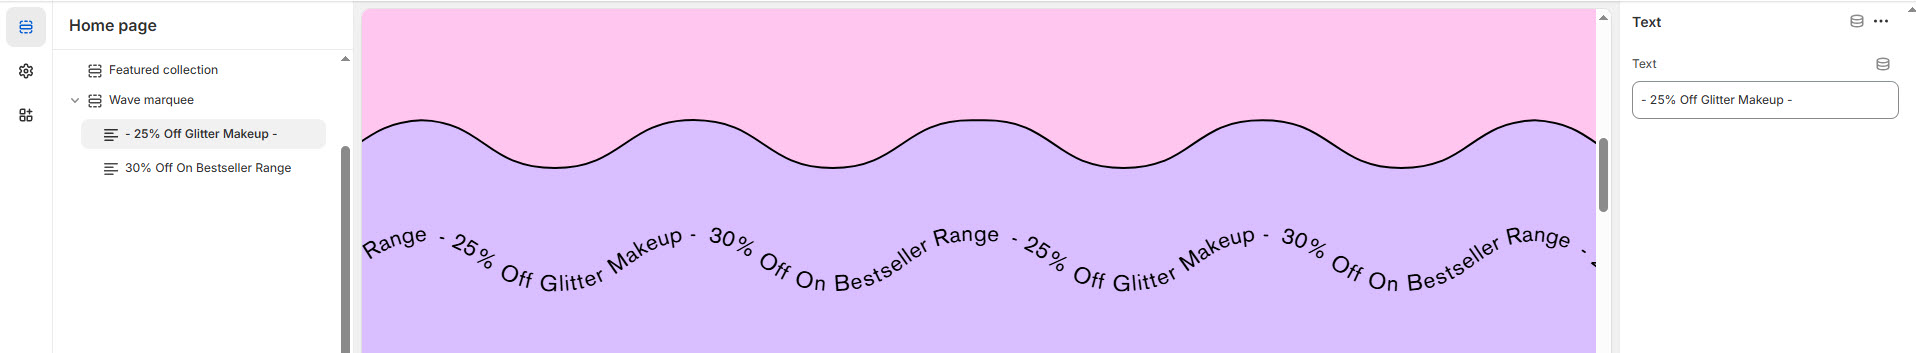 Home page
Featured collection
Wave marquee
- 25% Off Glitter Makeup -
30% Off On Bestseller Range
Range - 25% Off Glitter Makeup - 30% Off On Bestseller Range - 25% Off Glitter Makeup - 30% Off On Bestseller Range -
Text
Text
- 25% Off Glitter Makeup -